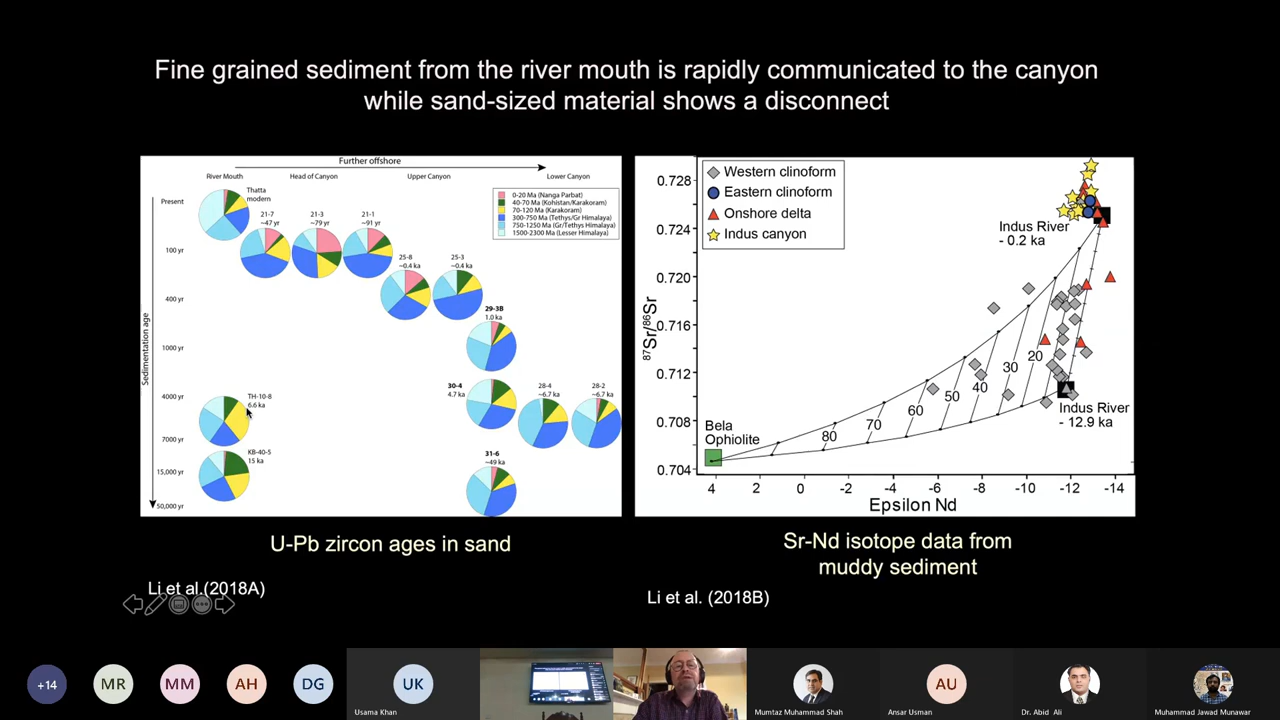 Fine grained sediment from the river mouth is rapidly communicated to the canyon
while sand-sized material shows a disconnect
Further offshore
River Mouth
Head of Canyon
Upper Canyon
Lower Canyon
Sedimentation age
Present
100 yr
400 yr
1000 yr
4000 yr
7000 yr
15,000 yr
50,000 yr
Thatta
modern
21-7
~47 yr
21-3
~79 yr
21-1
~91 yr
25-8
~0.4 ka
25-3
~0.4 ka
29-3B
1.0 ka
TH-10-8
6.6 ka
30-4
4.7 ka
28-4
~6.7 ka
28-2
~6.7 ka
KB-40-5
15 ka
31-6
~49 ka
0-20 Ma (Nanga Parbat)
40-70 Ma (Kohistan/Karakoram)
70-120 Ma (Karakoram)
300-750 Ma (Tethys/Gr Himalaya)
750-1250 Ma (Gr/Tethys Himalaya)
1500-2300 Ma (Lesser Himalaya)
U-Pb zircon ages in sand
Li et al.(2018A)
Western clinoform
Eastern clinoform
Onshore delta
Indus canyon
87Sr/86Sr
0.728
0.724
0.720
0.716
0.712
0.708
0.704
Indus River
- 0.2 ka
Indus River
- 12.9 ka
Bela
Ophiolite
80
70
60
50
40
30
20
4
2
0
-2
-4
-6
-8
-10
-12
-14
Epsilon Nd
Sr-Nd isotope data from
muddy sediment
Li et al. (2018B)
+14
MR
MM
AH
DG
UK
Usama Khan
Mumtaz Muhammad Shah
AU
Ansar Usman
Dr. Abid Ali
Muhammad Jawad Munawar